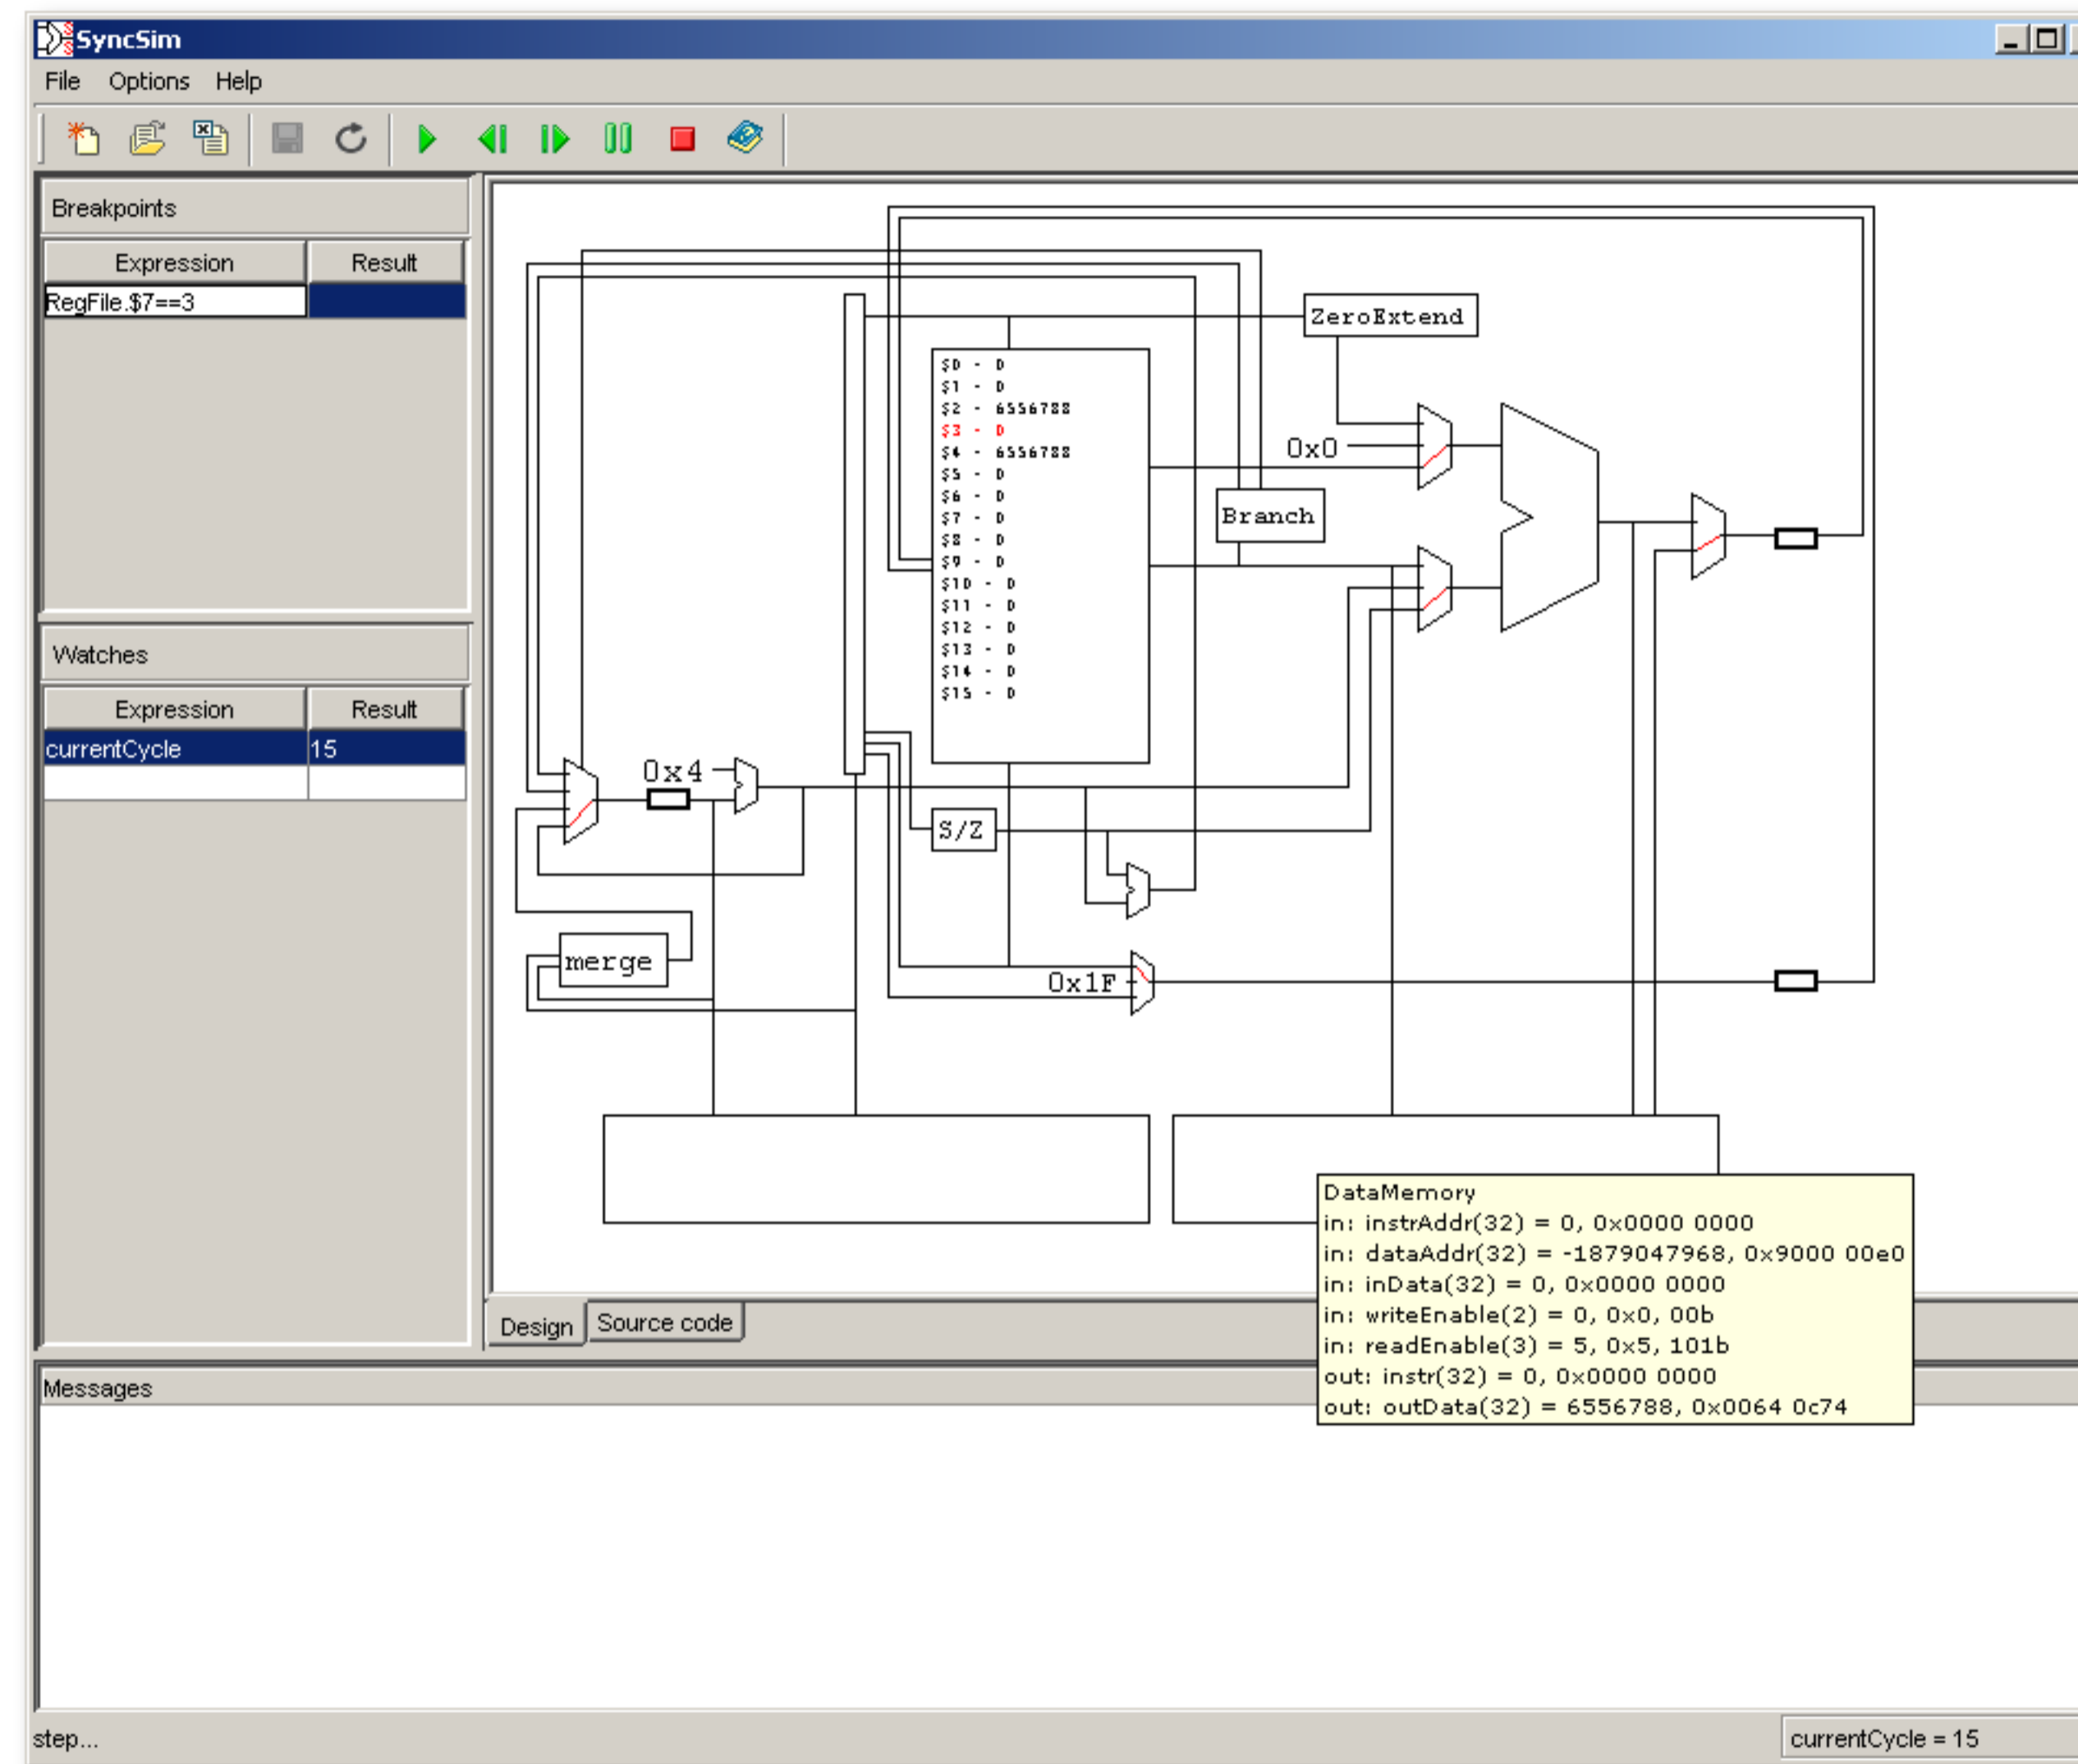 SyncSim
File Options Help
Breakpoints
Expression Result
RegFile.$7==3
Watches
Expression Result
currentCycle 15
ZeroExtend
$0 - 0
$1 - 0
$2 - 6556788
$3 - 0
$4 - 6556788
$5 - 0
$6 - 0
$7 - 0
$8 - 0
$9 - 0
$10 - 0
$11 - 0
$12 - 0
$13 - 0
$14 - 0
$15 - 0
0x0
Branch
0x4
S/Z
merge
0x1F
DataMemory
in: instrAddr(32) = 0, 0x0000 0000
in: dataAddr(32) = -1879047968, 0x9000 00e0
in: inData(32) = 0, 0x0000 0000
in: writeEnable(2) = 0, 0x0, 00b
in: readEnable(3) = 5, 0x5, 101b
out: instr(32) = 0, 0x0000 0000
out: outData(32) = 6556788, 0x0064 0c74
Design Source code
Messages
step...
currentCycle = 15